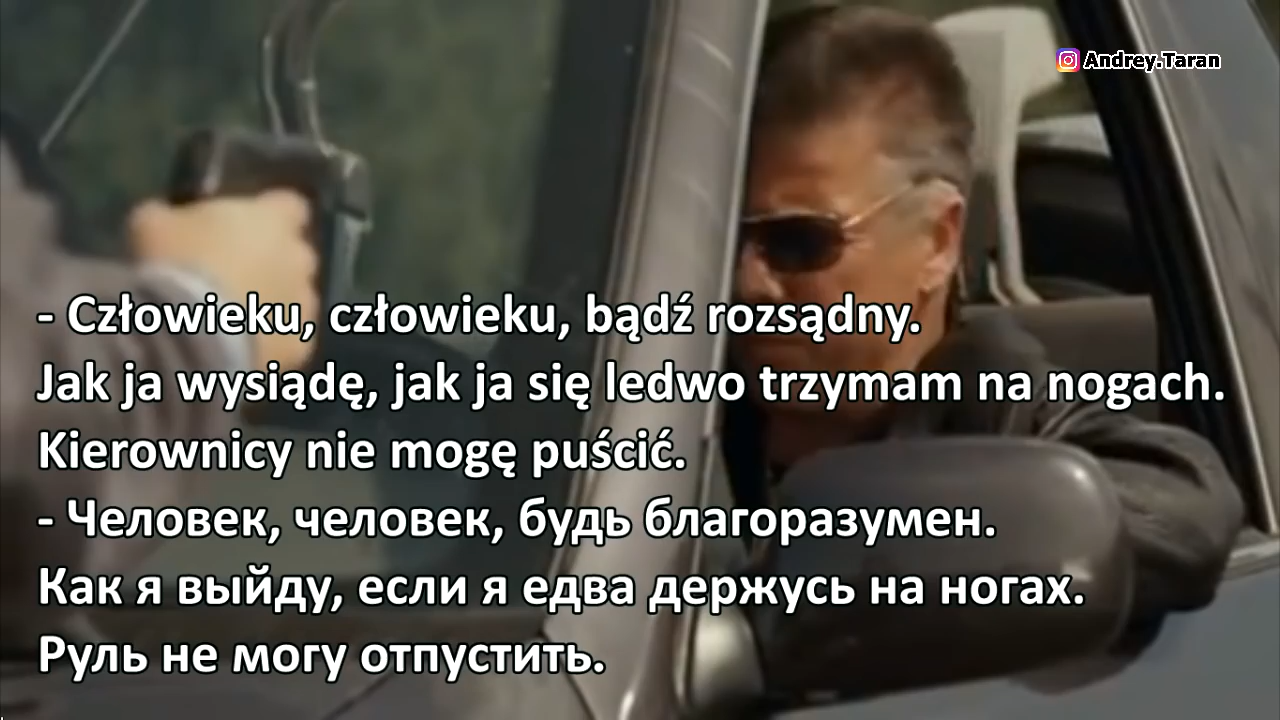 Andrey.Taran
- Człowieku, człowieku, bądź rozsądny.
Jak ja wysiądę, jak ja się ledwo trzymam na nogach.
Kierownicy nie mogę puścić.
- Человек, человек, будь благоразумен.
Как я выйду, если я едва держусь на ногах.
Руль не могу отпустить.